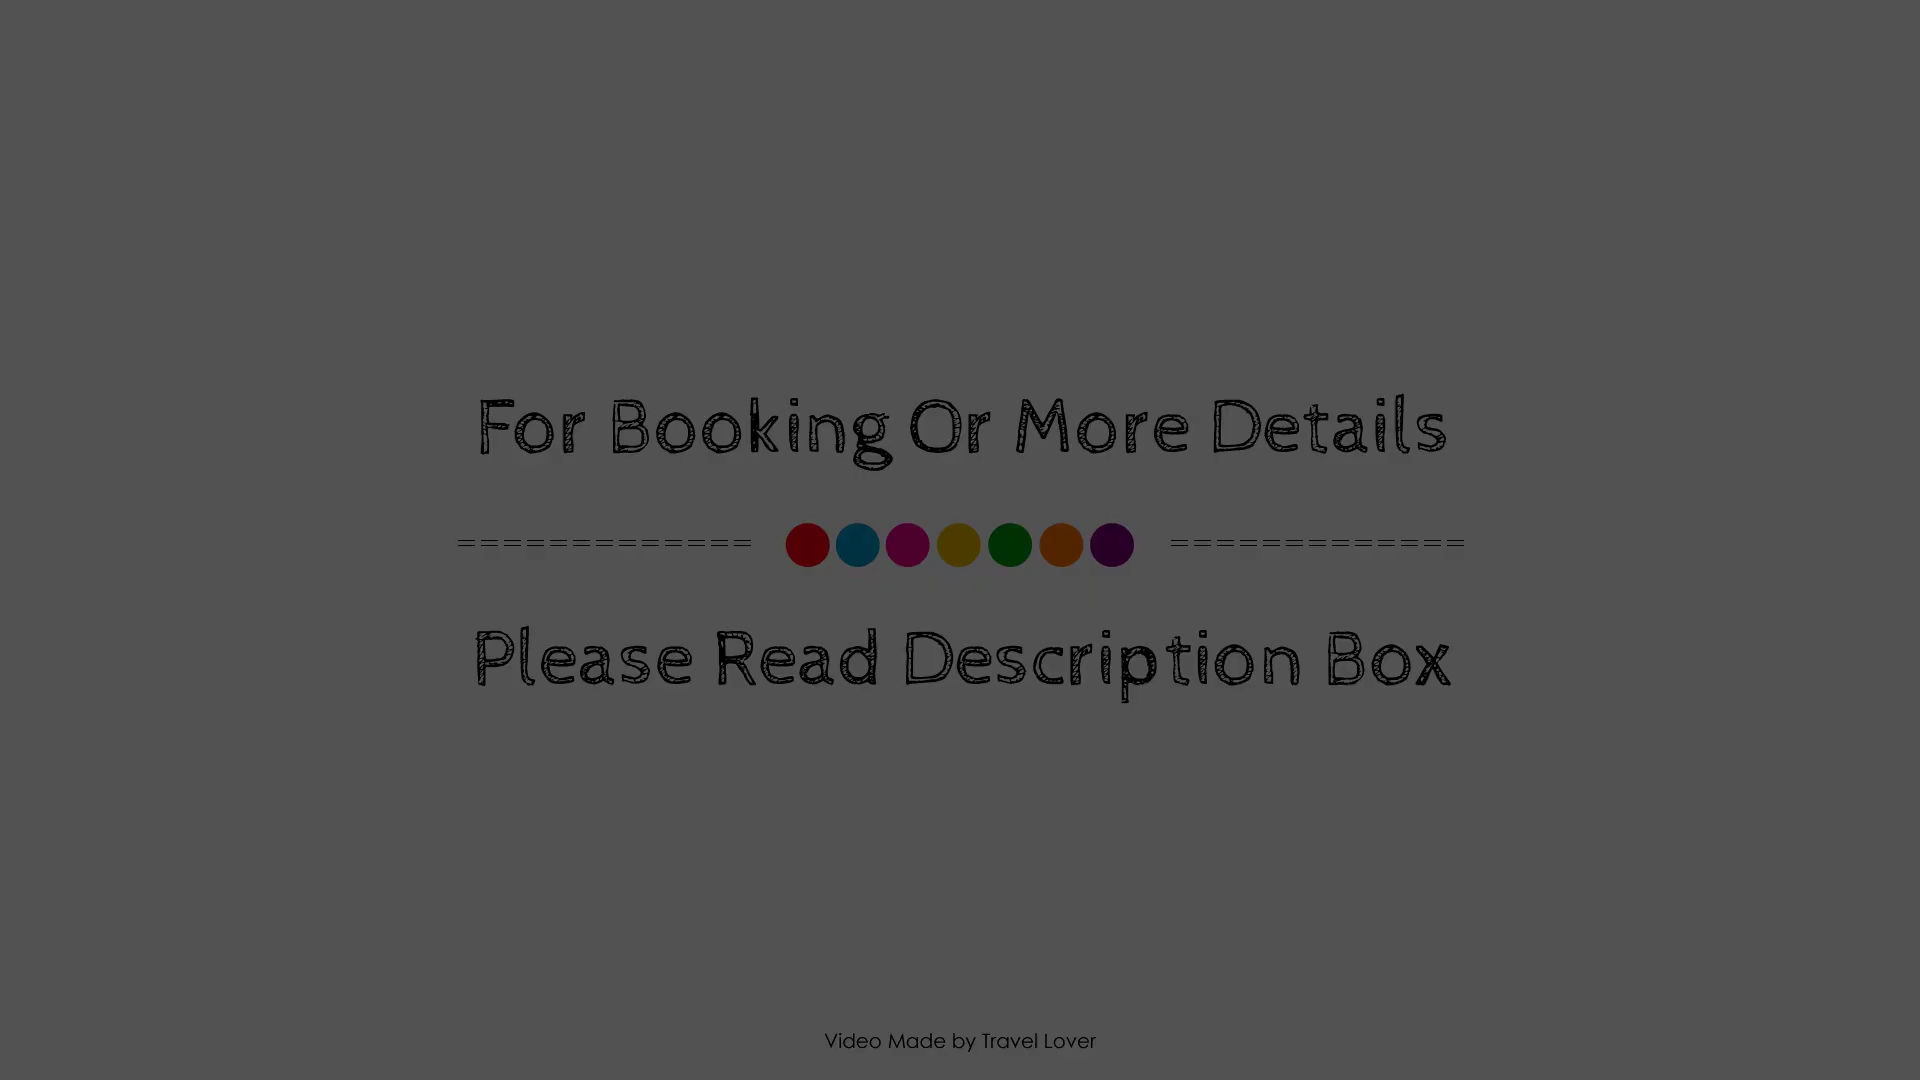 For Booking Or More Details
============= =============
Please Read Description Box
Video Made by Travel Lover